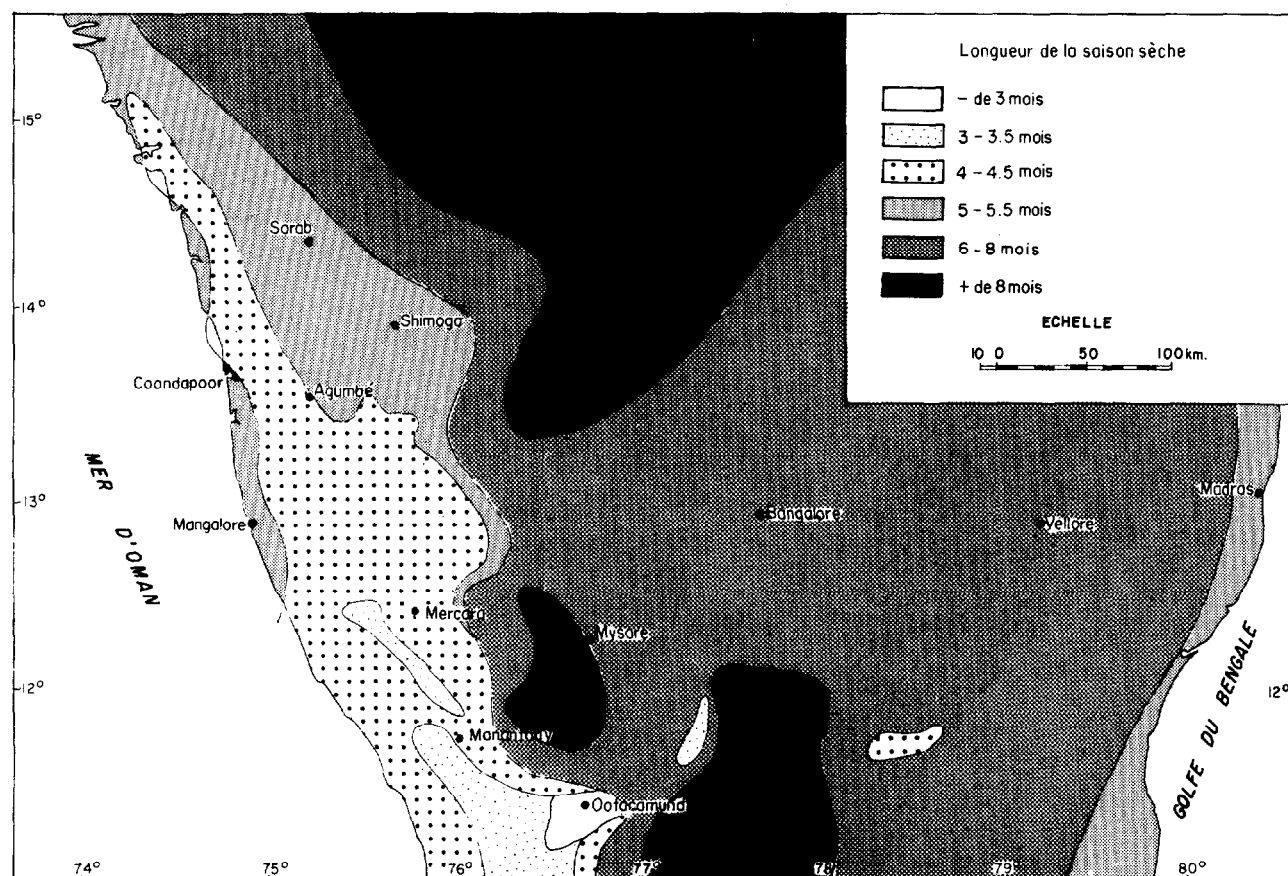 Longueur de la saison sèche
- de 3 mois
3 - 3.5 mois
4 - 4.5 mois
5 - 5.5 mois
6 - 8 mois
+ de 8 mois
ECHELLE
10 0 50 100 km.
15°
Sorab
14°
Shimoga
Coondapoor
Agumbe
MER D'OMAN
13°
Mangalore
Bangalore
Vellore
Madras
Mercara
Mysore
12°
12°
Manantody
Ootacamund
GOLFE DU BENGALE
74° 75° 76° 77° 78 79 80°